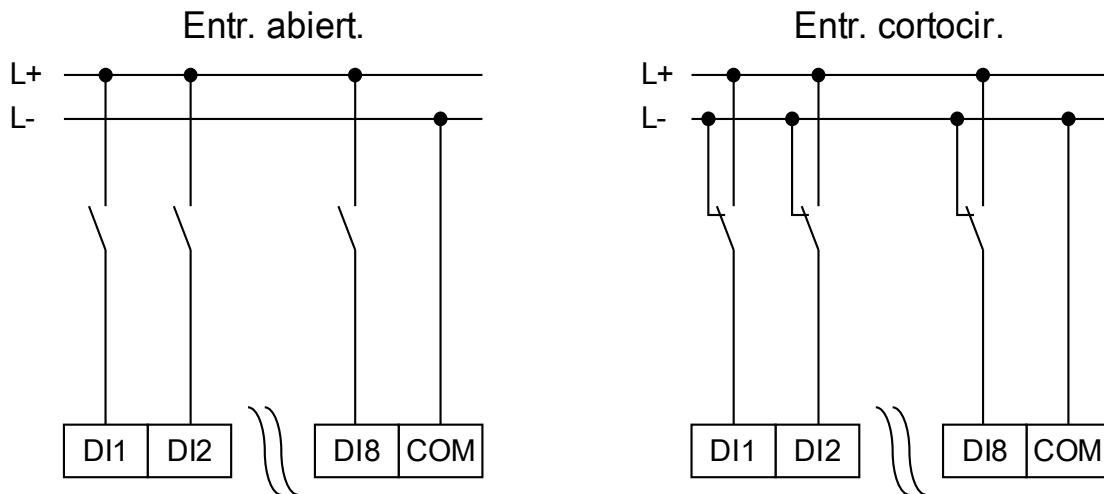 Entr. abiert.
L+
L-
DI1 DI2 DI8 COM
Entr. cortocir.
L+
L-
DI1 DI2 DI8 COM